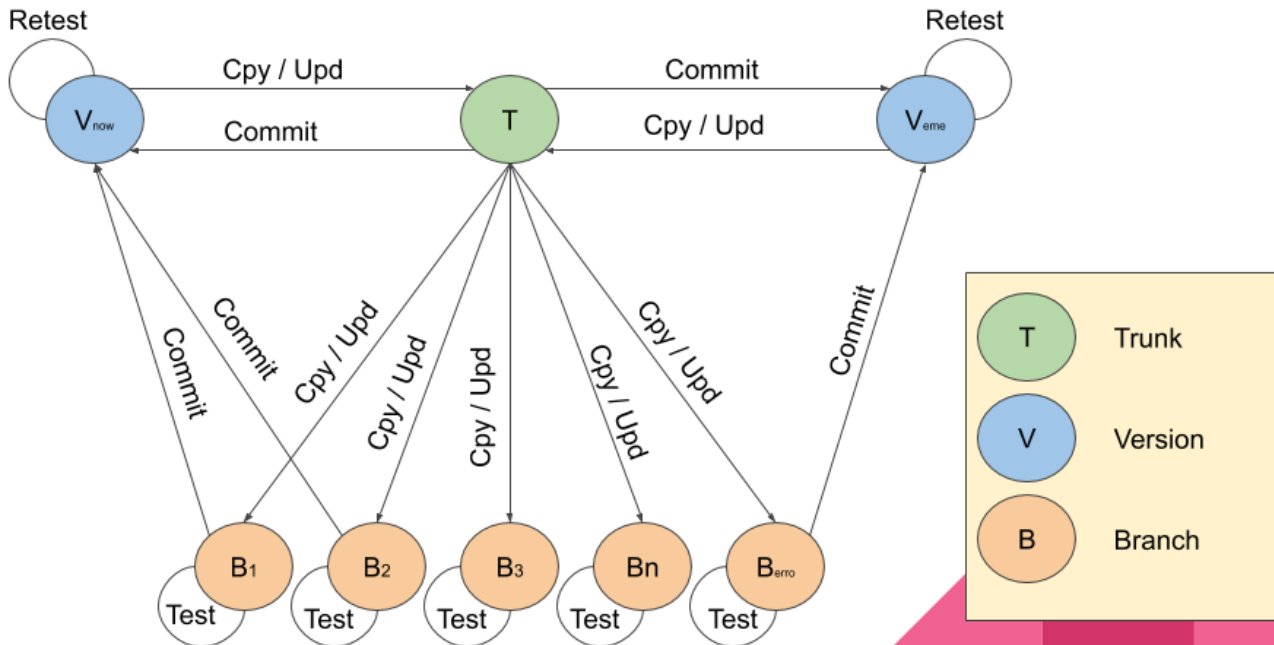 Retest
Retest
Cpy / Upd
Commit
Vnow
T
Veme
Commit
Cpy / Upd
Commit
Commit
Cpy / Upd
Cpy / Upd
Cpy / Upd
Cpy / Upd
Cpy / Upd
Commit
T Trunk
V Version
B Branch
B1
B2
B3
Bn
Berro
Test
Test
Test
Test
Test